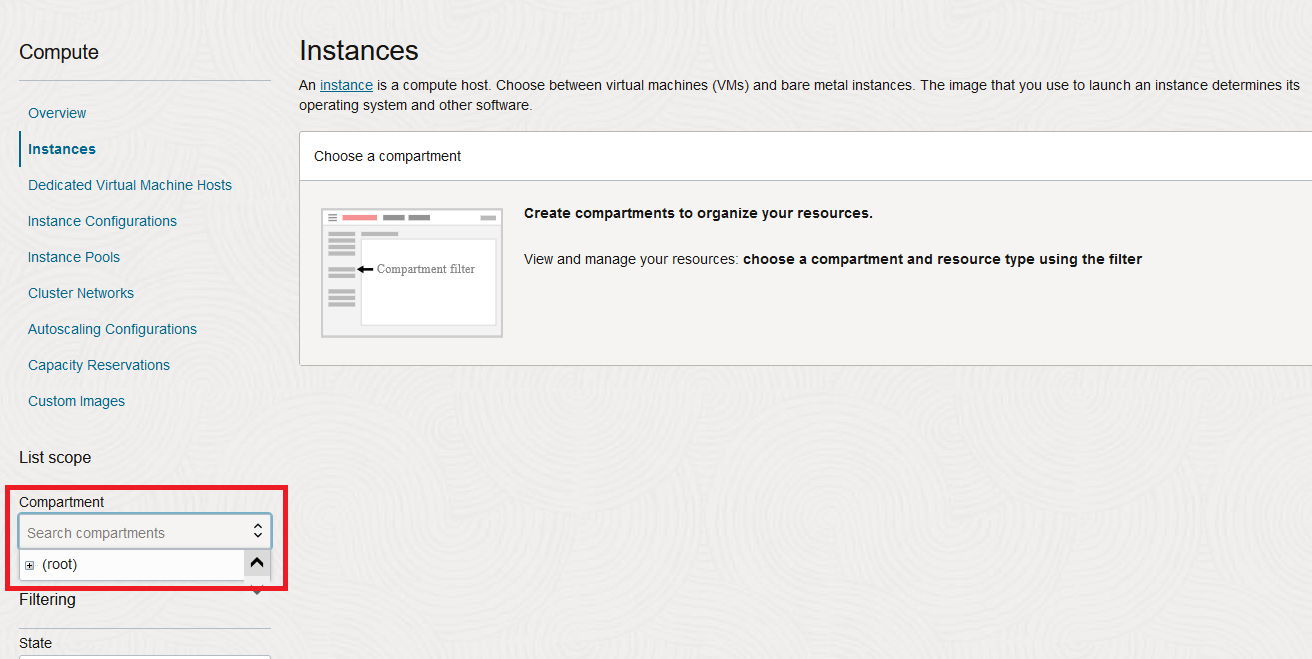 Compute
Overview
Instances
Dedicated Virtual Machine Hosts
Instance Configurations
Instance Pools
Cluster Networks
Autoscaling Configurations
Capacity Reservations
Custom Images
List scope
Compartment
Search compartments
(root)
Filtering
State
Instances
An instance is a compute host. Choose between virtual machines (VMs) and bare metal instances. The image that you use to launch an instance determines its
operating system and other software.
Choose a compartment
Compartment filter
Create compartments to organize your resources.
View and manage your resources: choose a compartment and resource type using the filter